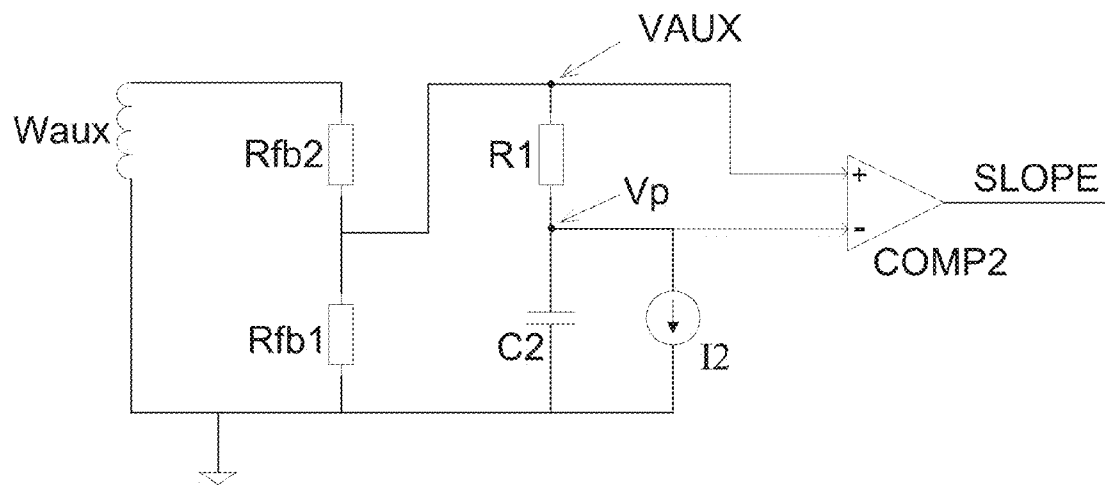 VAUX
Waux
Rfb2
R1
Vp
+
-
SLOPE
COMP2
Rfb1
C2
I2